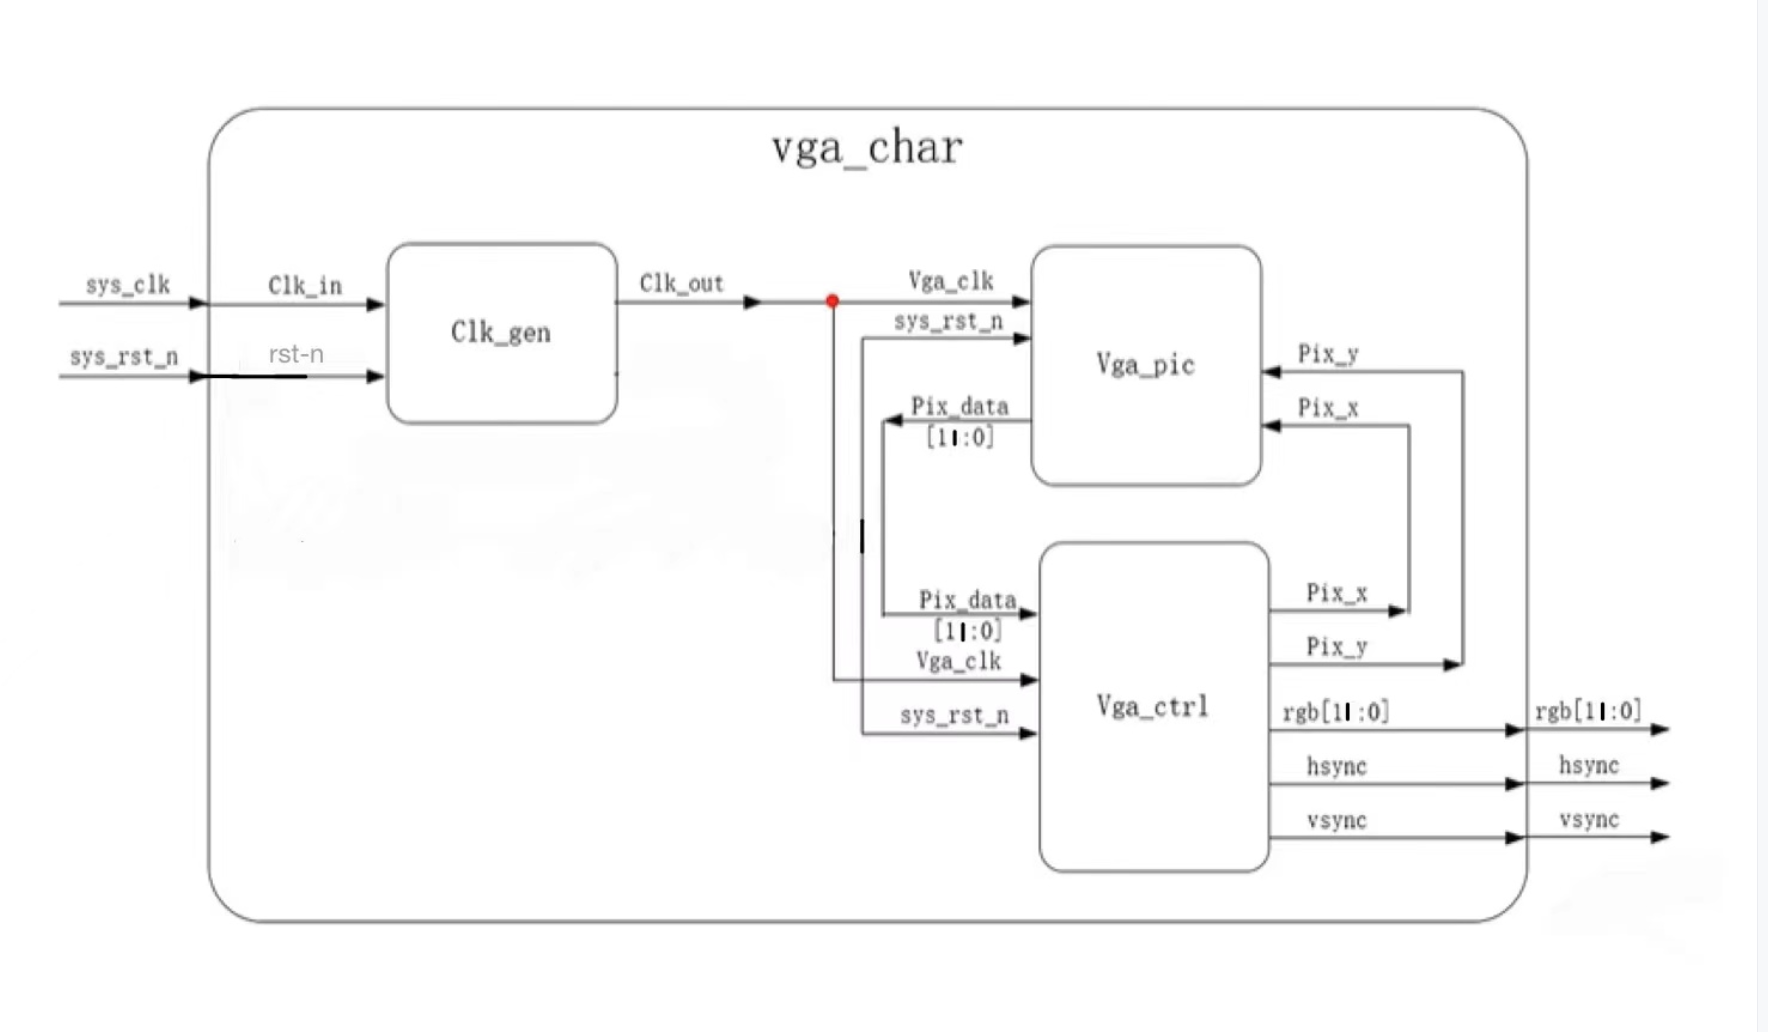 vga_char
sys_clk
Clk_in
sys_rst_n
rst-n
Clk_gen
Clk_out
Vga_clk
sys_rst_n
Vga_pic
Pix_data
[11:0]
Pix_y
Pix_x
Pix_data
[11:0]
Vga_clk
sys_rst_n
Vga_ctrl
Pix_x
Pix_y
rgb[11:0]
rgb[11:0]
hsync
hsync
vsync
vsync